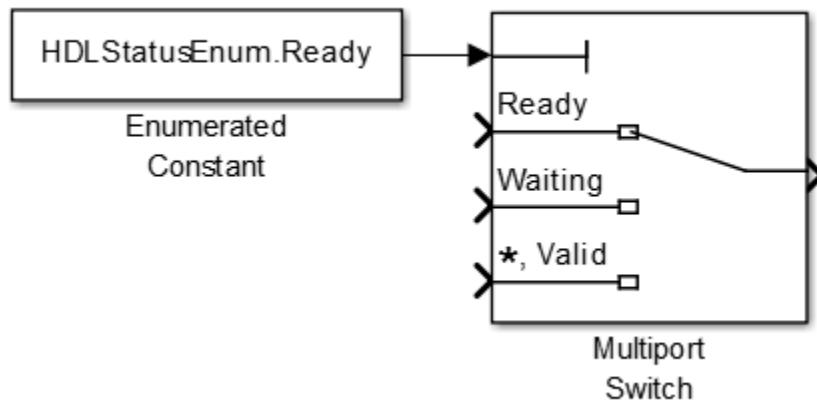 HDLStatusEnum.Ready
Enumerated
Constant
Ready
Waiting
*, Valid
Multiport
Switch